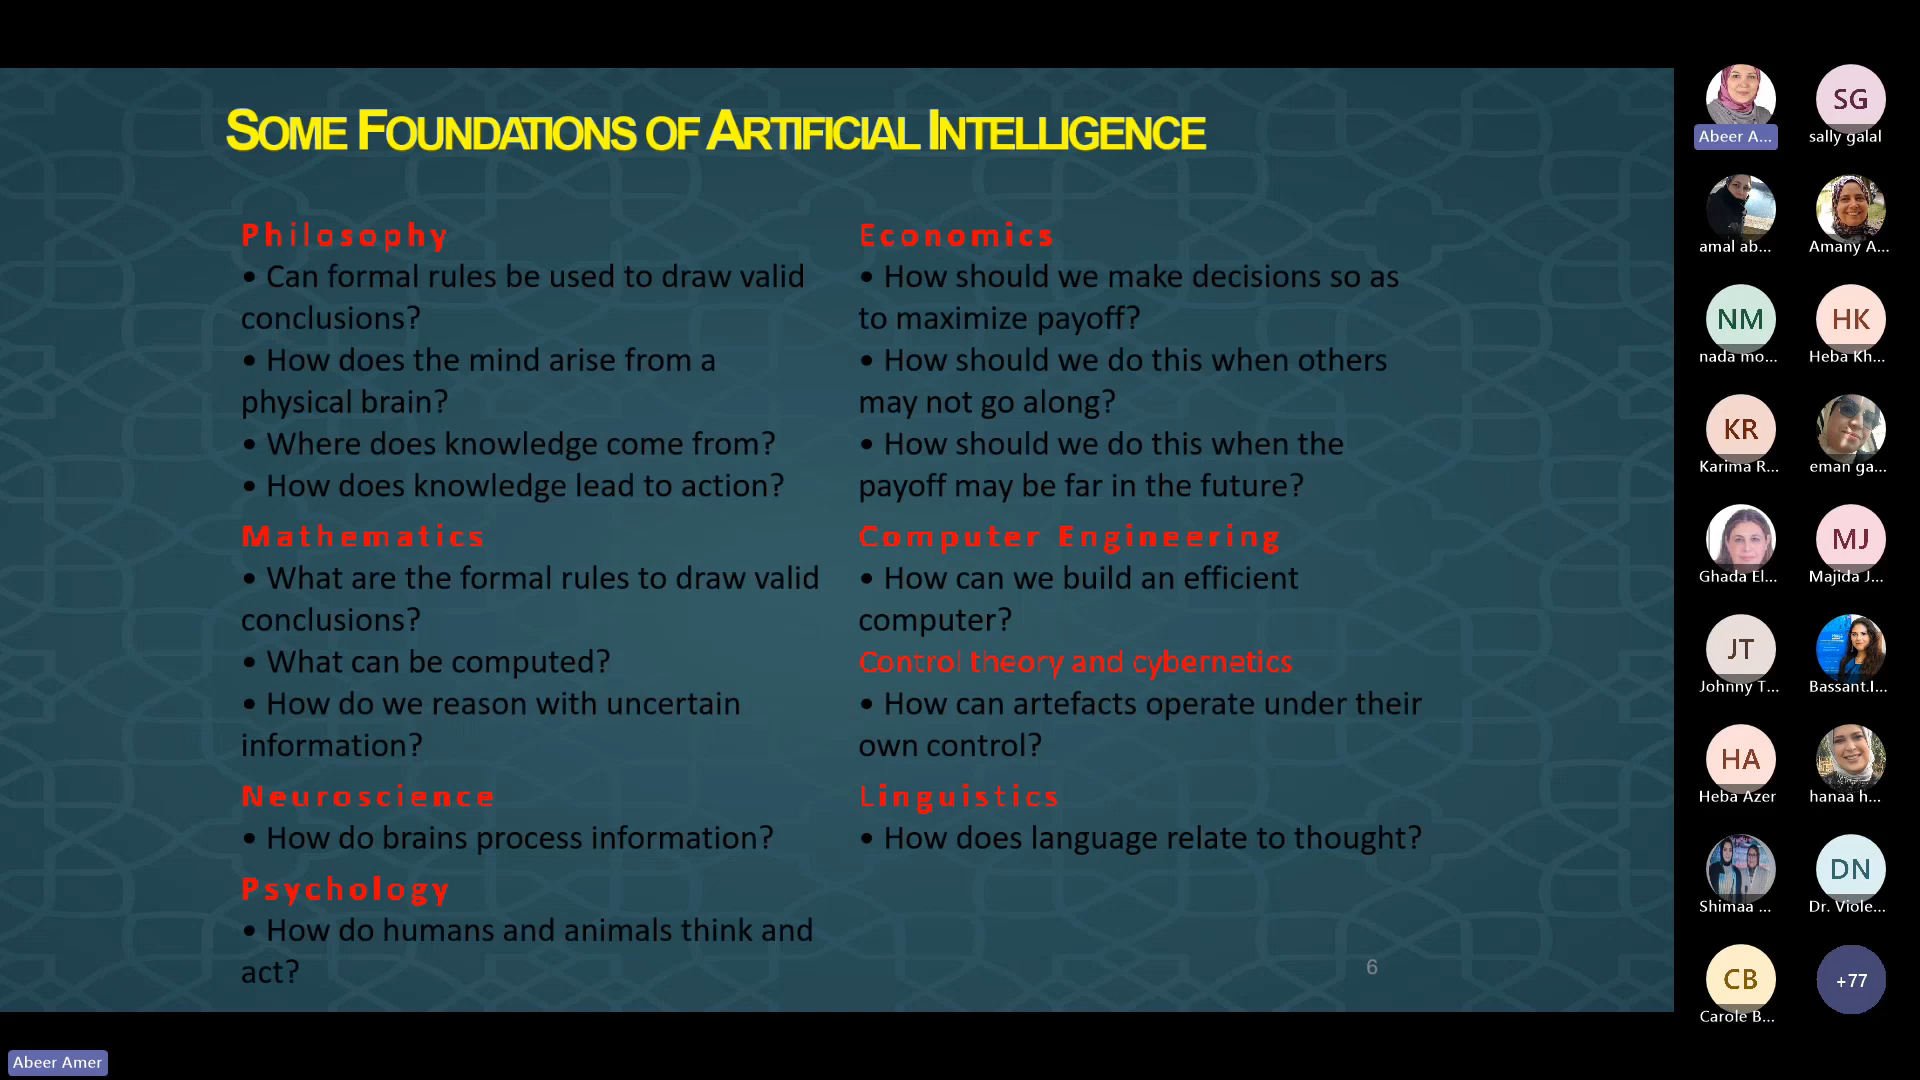 SOME FOUNDATIONS OF ARTIFICIAL INTELLIGENCE
Philosophy
• Can formal rules be used to draw valid
conclusions?
• How does the mind arise from a
physical brain?
• Where does knowledge come from?
• How does knowledge lead to action?
Mathematics
• What are the formal rules to draw valid
conclusions?
• What can be computed?
• How do we reason with uncertain
information?
Neuroscience
• How do brains process information?
Psychology
• How do humans and animals think and
act?
Economics
• How should we make decisions so as
to maximize payoff?
• How should we do this when others
may not go along?
• How should we do this when the
payoff may be far in the future?
Computer Engineering
• How can we build an efficient
computer?
Control theory and cybernetics
• How can artefacts operate under their
own control?
Linguistics
• How does language relate to thought?
6
Abeer A...
SG
sally galal
amal ab...
Amany A...
NM
nada mo...
HK
Heba Kh...
KR
Karima R...
eman ga...
Ghada El...
MJ
Majida J...
JT
Johnny T...
Bassant.I...
HA
Heba Azer
hanaa h...
Shimaa ...
DN
Dr. Viole...
CB
Carole B...
+77
Abeer Amer